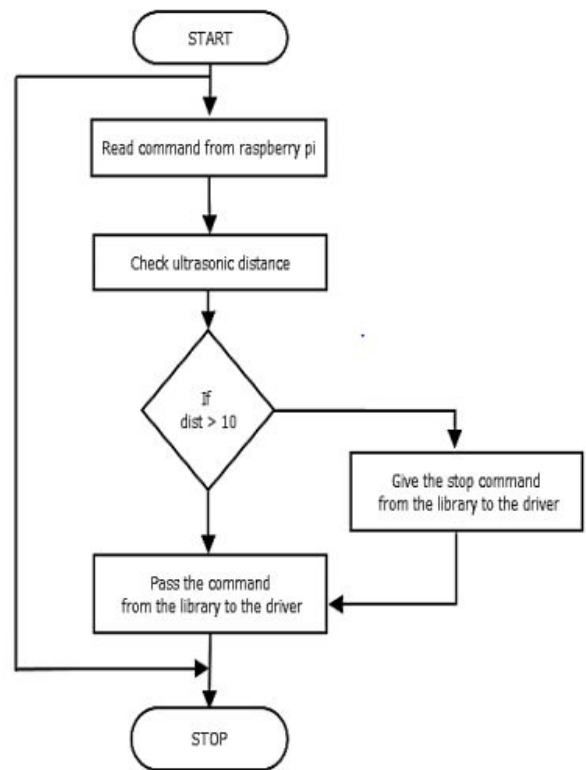 START
Read command from raspberry pi
Check ultrasonic distance
If
dist > 10
Give the stop command
from the library to the driver
Pass the command
from the library to the driver
STOP